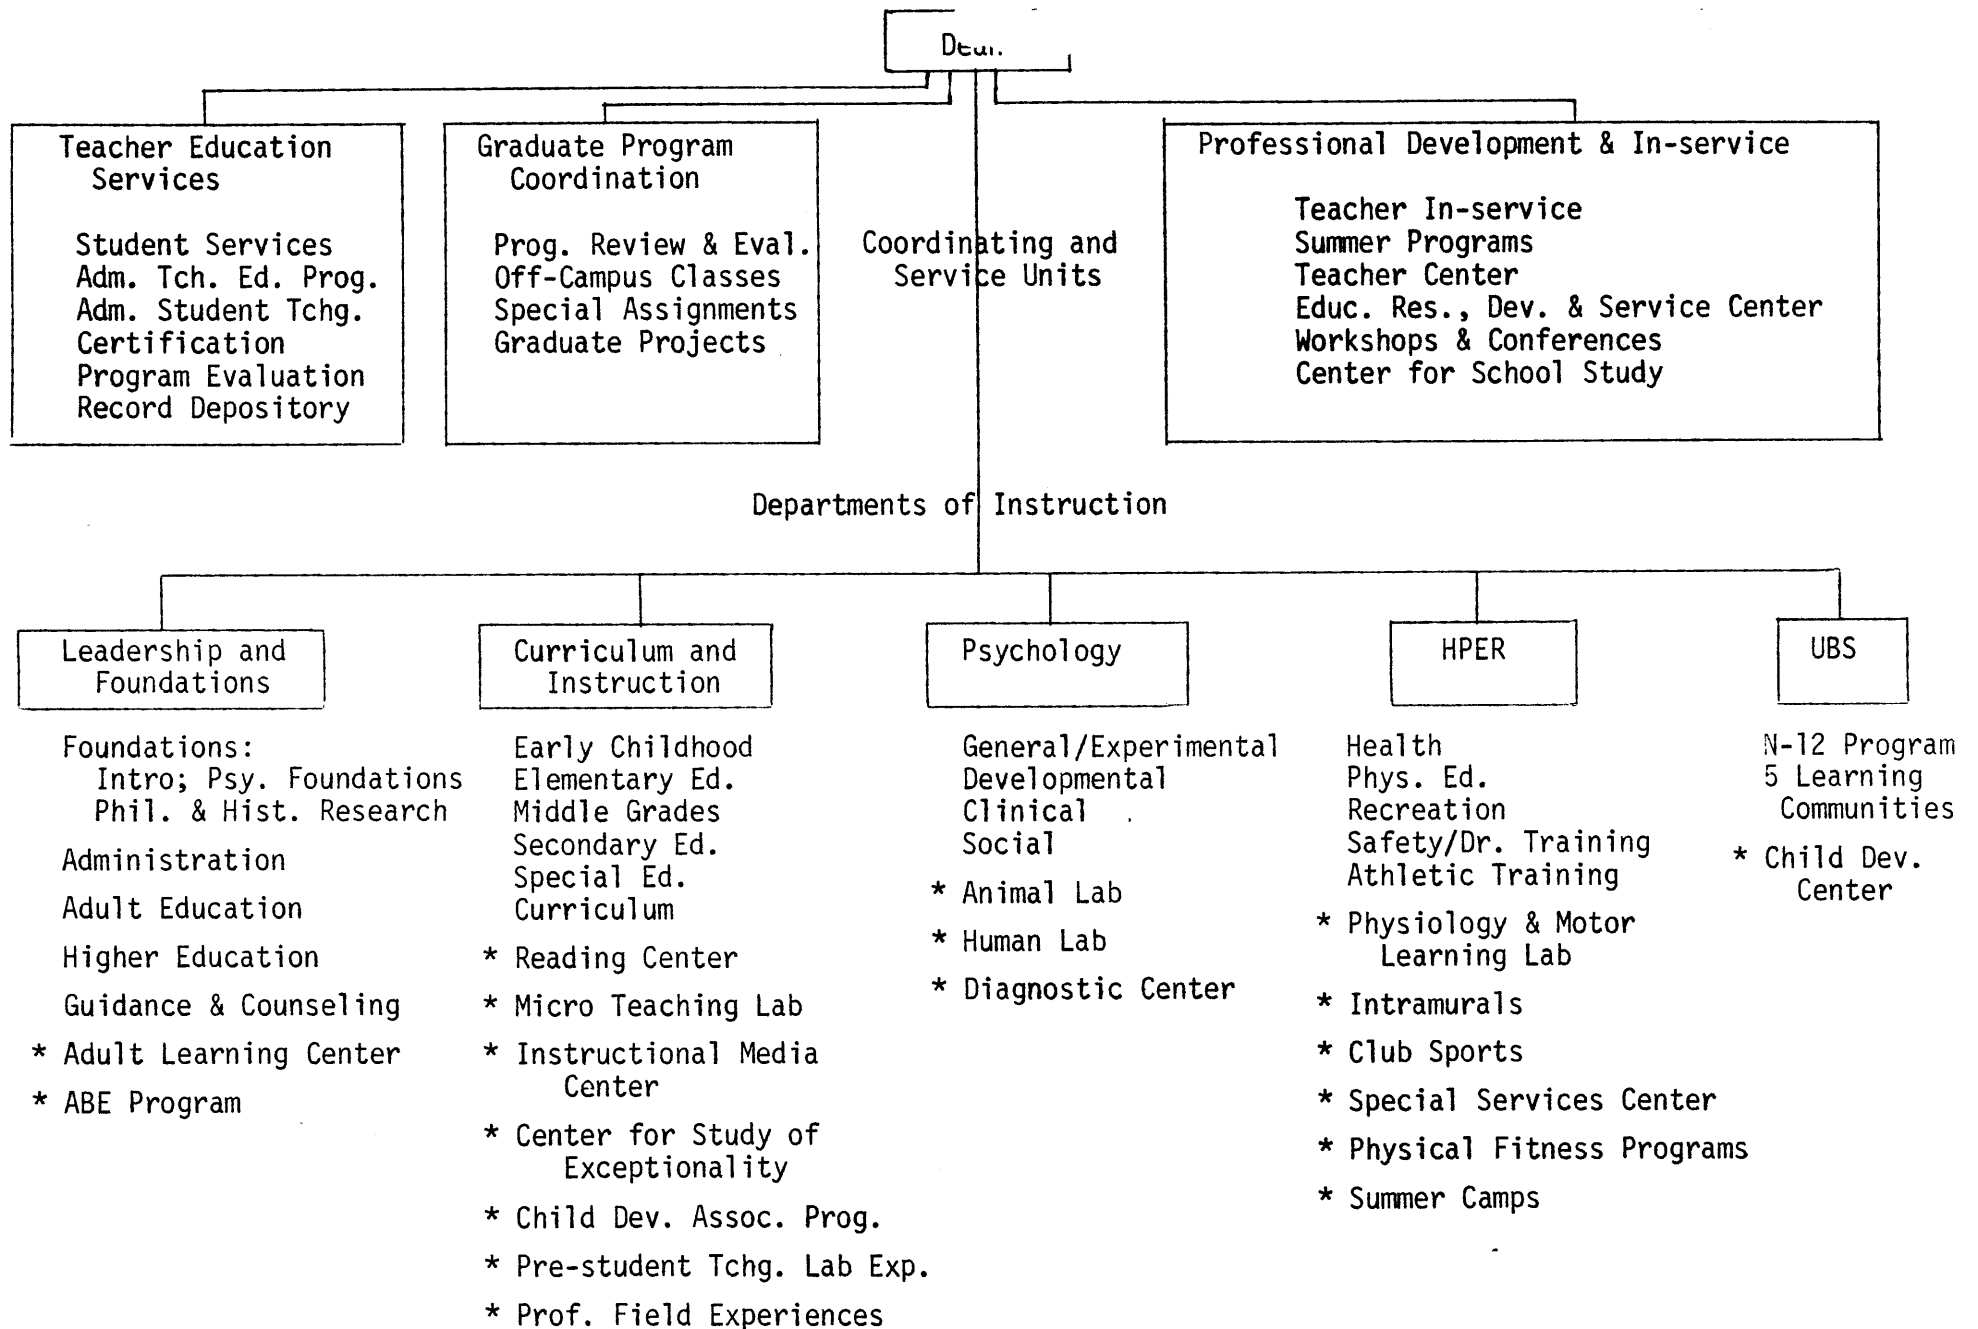 Teacher Education
Services
Student Services
Adm. Tch. Ed. Prog.
Adm. Student Tchg.
Certification
Program Evaluation
Record Depository
Graduate Program
Coordination
Prog. Review & Eval.
Off-Campus Classes
Special Assignments
Graduate Projects
Coordinating and
Service Units
Professional Development & In-service
Teacher In-service
Summer Programs
Teacher Center
Educ. Res., Dev. & Service Center
Workshops & Conferences
Center for School Study
Departments of Instruction
Leadership and
Foundations
Foundations:
Intro; Psy. Foundations
Phil. & Hist. Research
Administration
Adult Education
Higher Education
Guidance & Counseling
* Adult Learning Center
* ABE Program
Curriculum and
Instruction
Early Childhood
Elementary Ed.
Middle Grades
Secondary Ed.
Special Ed.
Curriculum
* Reading Center
* Micro Teaching Lab
* Instructional Media
Center
* Center for Study of
Exceptionality
* Child Dev. Assoc. Prog.
* Pre-student Tchg. Lab Exp.
* Prof. Field Experiences
Psychology
General/Experimental
Developmental
Clinical
Social
* Animal Lab
* Human Lab
* Diagnostic Center
HPER
Health
Phys. Ed.
Recreation
Safety/Dr. Training
Athletic Training
* Physiology & Motor
Learning Lab
* Intramurals
* Club Sports
* Special Services Center
* Physical Fitness Programs
* Summer Camps
UBS
N-12 Program
5 Learning
Communities
* Child Dev.
Center